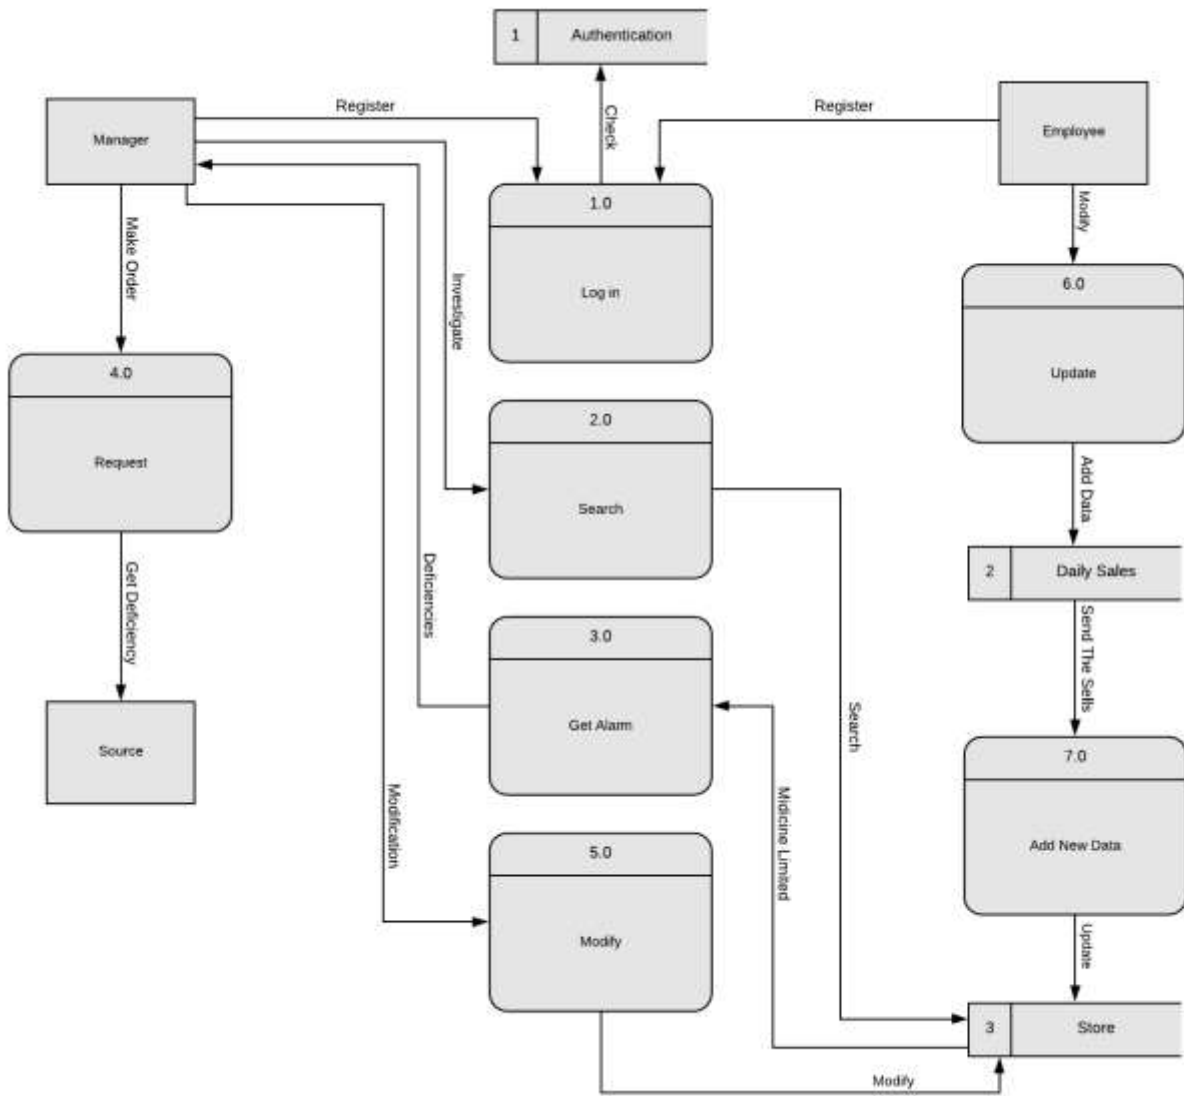 1 Authentication
Register
Register
Check
Manager
Employee
1.0
Log in
Make Order
Modify
Investigate
6.0
Update
4.0
Request
2.0
Search
Add Data
2 Daily Sales
Get Deficiency
Deficiencies
Send The Sells
3.0
Get Alarm
Source
Search
7.0
Add New Data
Modification
Midicine Limited
5.0
Modify
Update
3 Store
Modify